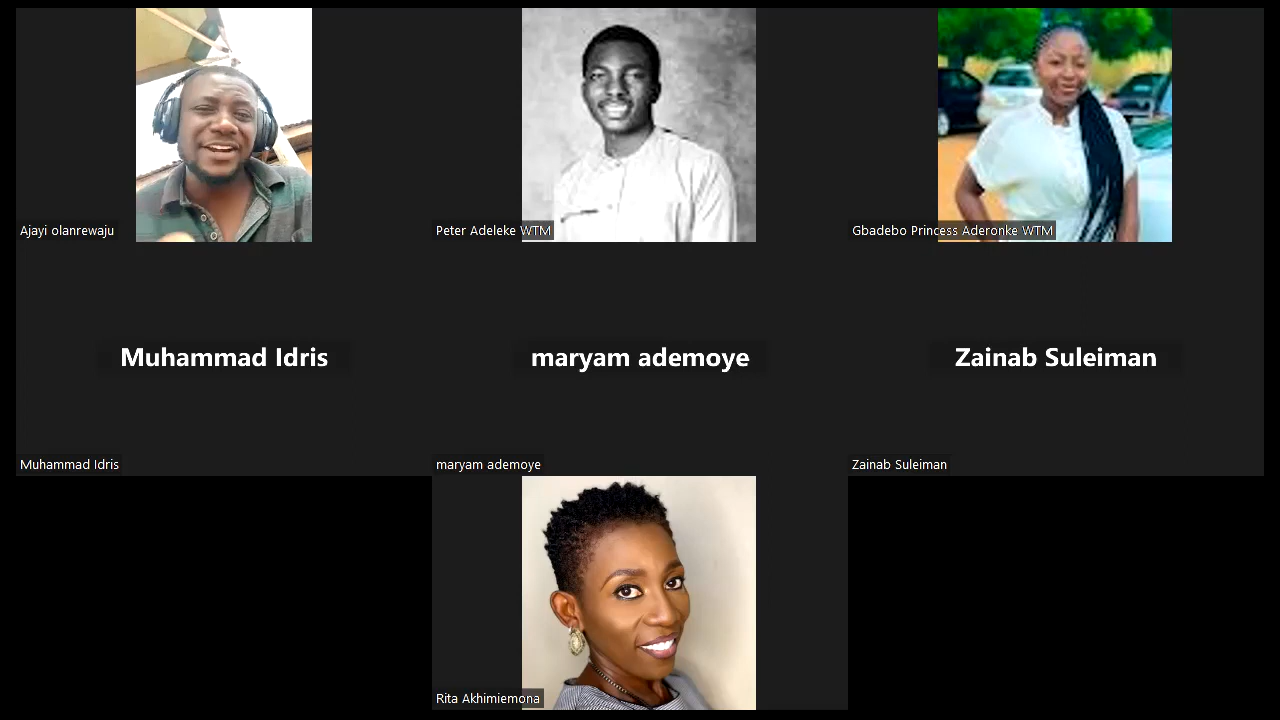 Ajayi olanrewaju
Peter Adeleke WTM
Gbadebo Princess Aderonke WTM
Muhammad Idris
maryam ademoye
Zainab Suleiman
Muhammad Idris
maryam ademoye
Zainab Suleiman
Rita Akhimiemona